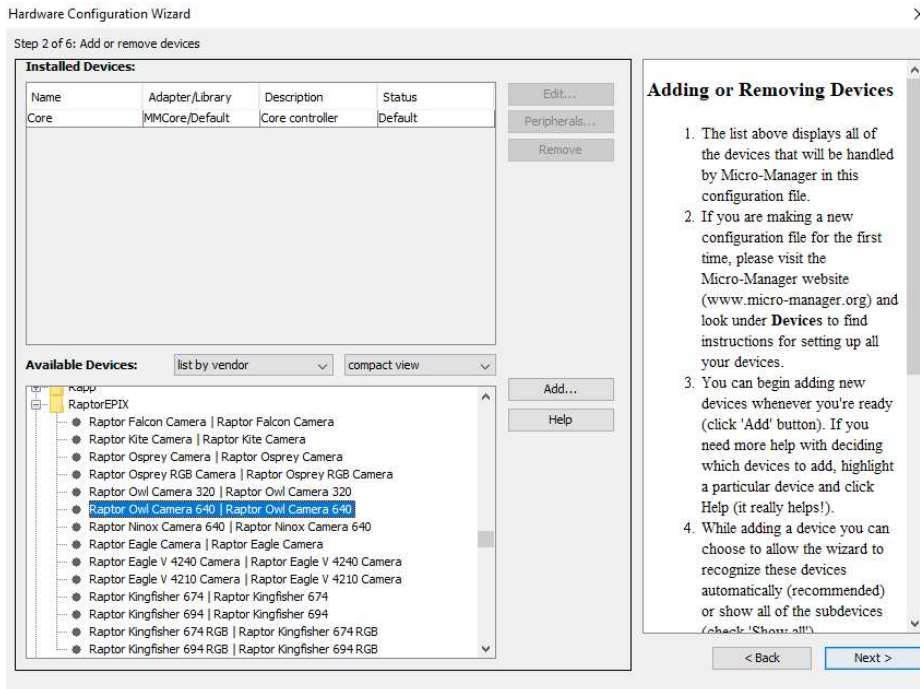 Hardware Configuration Wizard
Step 2 of 6: Add or remove devices
Installed Devices:
Name Adapter/Library Description Status
Core MMCore/Default Core controller Default
Edit...
Peripherals...
Remove
Available Devices: list by vendor compact view
Rapp
RaptorEPIX
Raptor Falcon Camera | Raptor Falcon Camera
Raptor Kite Camera | Raptor Kite Camera
Raptor Osprey Camera | Raptor Osprey Camera
Raptor Osprey RGB Camera | Raptor Osprey RGB Camera
Raptor Owl Camera 320 | Raptor Owl Camera 320
Raptor Owl Camera 640 | Raptor Owl Camera 640
Raptor Ninox Camera 640 | Raptor Ninox Camera 640
Raptor Eagle Camera | Raptor Eagle Camera
Raptor Eagle V 4240 Camera | Raptor Eagle V 4240 Camera
Raptor Eagle V 4210 Camera | Raptor Eagle V 4210 Camera
Raptor Kingfisher 674 | Raptor Kingfisher 674
Raptor Kingfisher 694 | Raptor Kingfisher 694
Raptor Kingfisher 674 RGB | Raptor Kingfisher 674 RGB
Raptor Kingfisher 694 RGB | Raptor Kingfisher 694 RGB
Add...
Help
Adding or Removing Devices
1. The list above displays all of
the devices that will be handled
by Micro-Manager in this
configuration file.
2. If you are making a new
configuration file for the first
time, please visit the
Micro-Manager website
(www.micro-manager.org) and
look under Devices to find
instructions for setting up all
your devices.
3. You can begin adding new
devices whenever you're ready
(click 'Add' button). If you
need more help with deciding
which devices to add, highlight
a particular device and click
Help (it really helps!).
4. While adding a device you can
choose to allow the wizard to
recognize these devices
automatically (recommended)
or show all of the subdevices
(check 'Show all')
< Back Next >